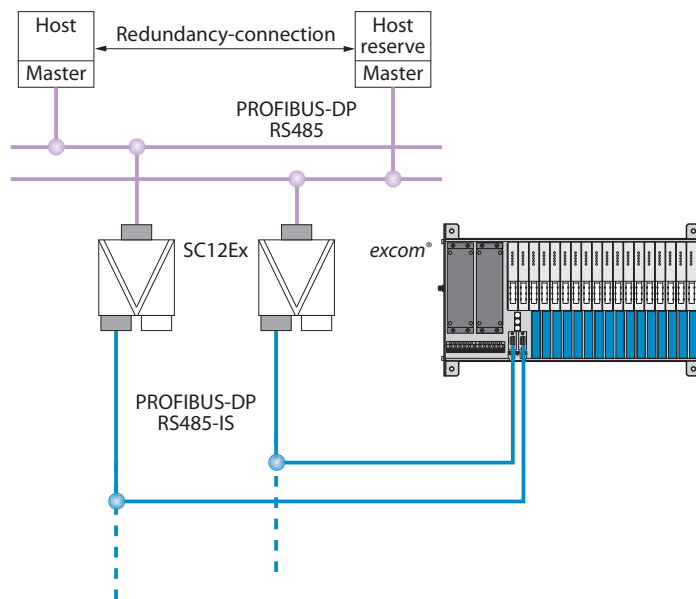 Host
Redundancy-connection
Host
reserve
Master
Master
PROFIBUS-DP
RS485
SC12Ex
excom®
PROFIBUS-DP
RS485-IS